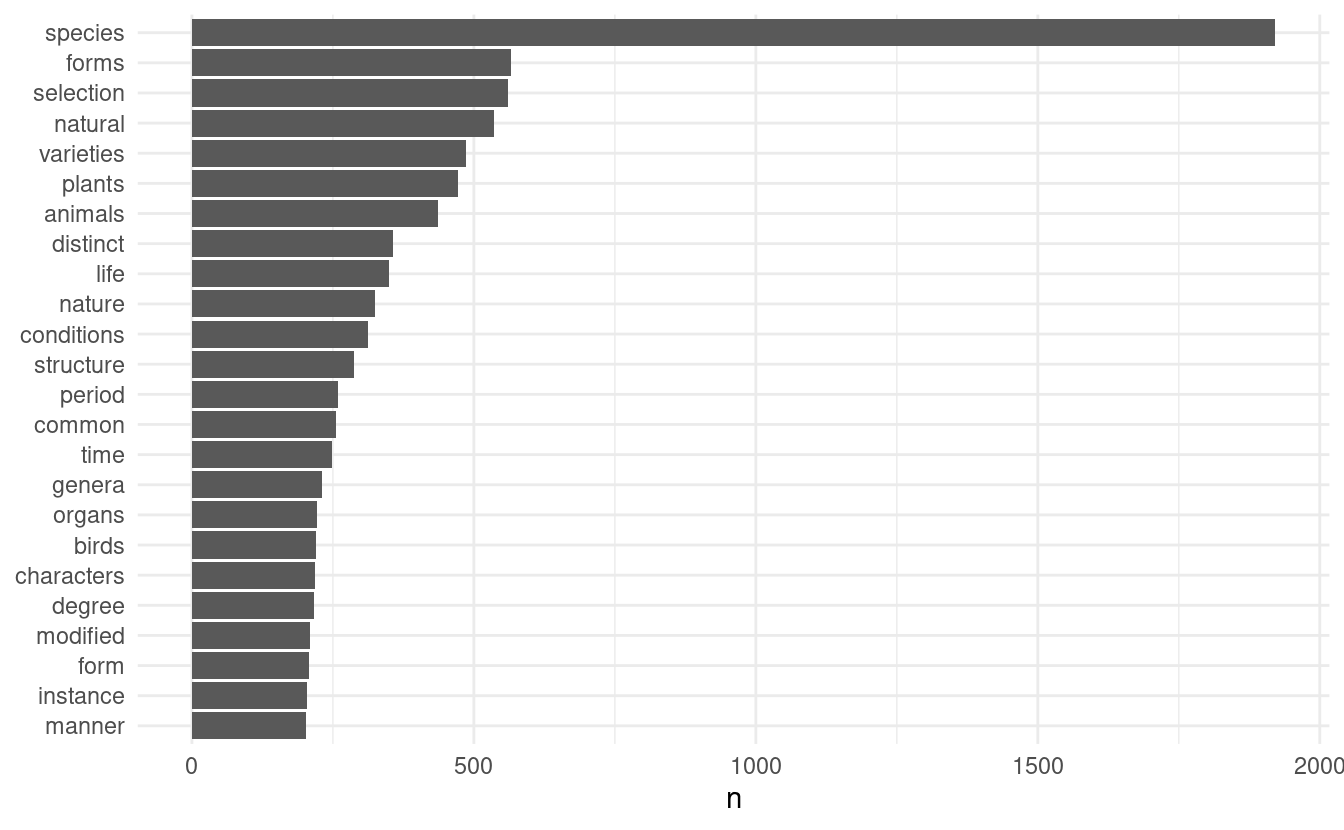 species
forms
selection
natural
varieties
plants
animals
distinct
life
nature
conditions
structure
period
common
time
genera
organs
birds
characters
degree
modified
form
instance
manner
0 500 1000 1500 2000
n